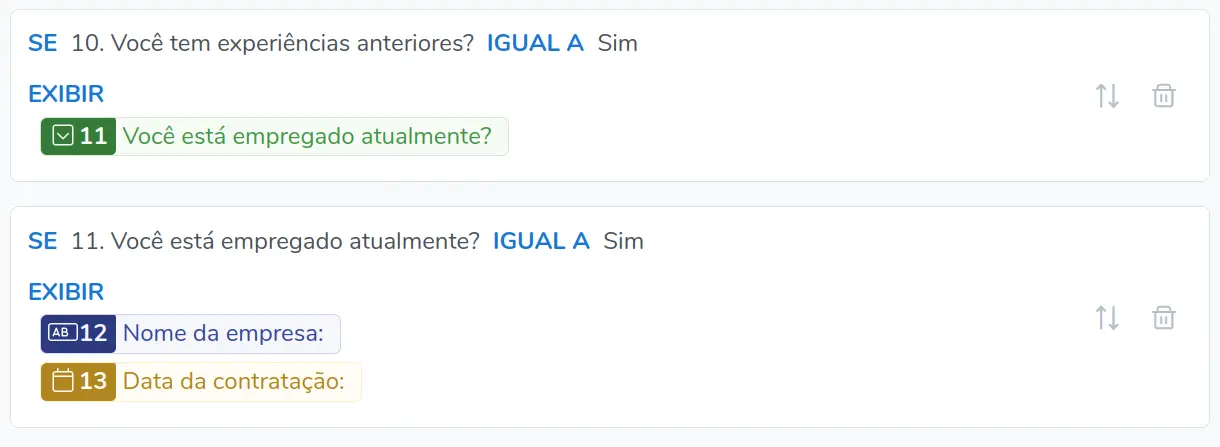 SE 10. Você tem experiências anteriores? IGUAL A Sim
EXIBIR
11 Você está empregado atualmente?
SE 11. Você está empregado atualmente? IGUAL A Sim
EXIBIR
AB 12 Nome da empresa:
13 Data da contratação: